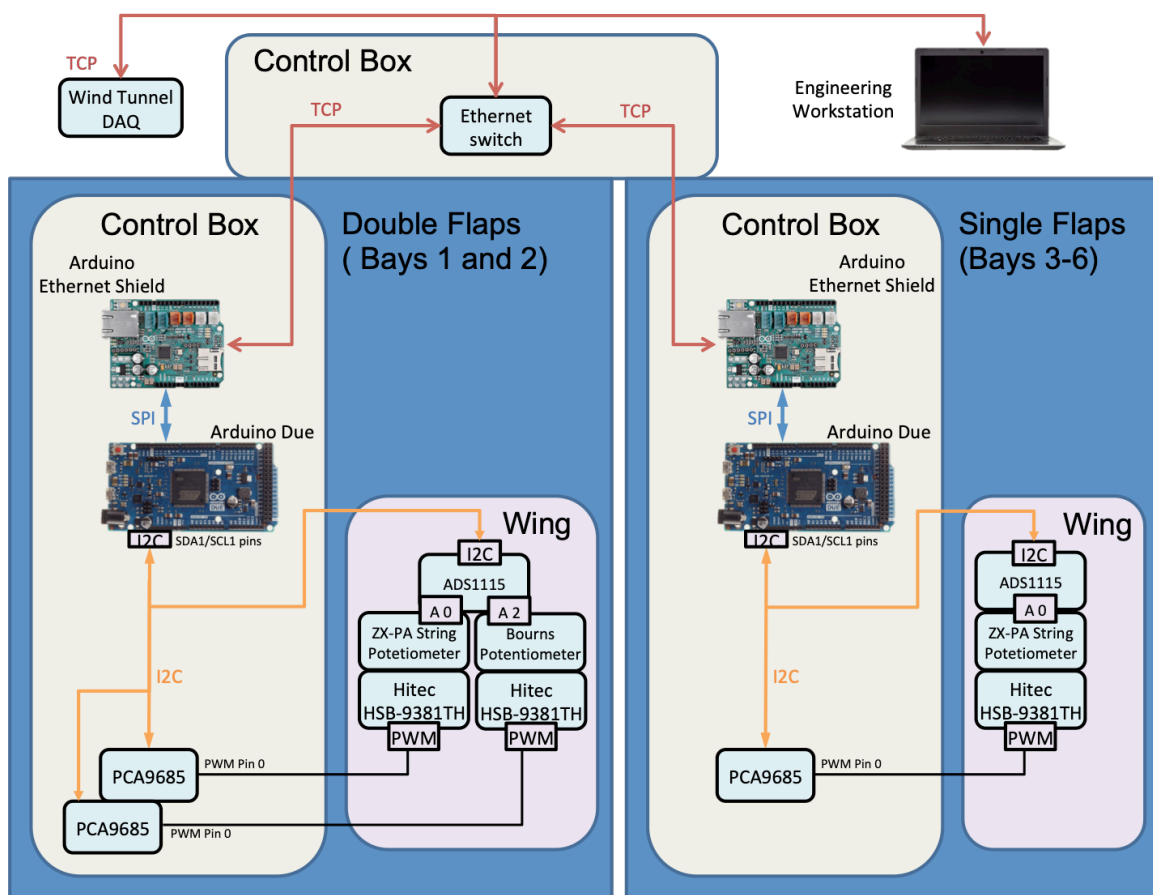 Control Box
TCP
Wind Tunnel
DAQ
TCP
Ethernet
switch
TCP
Engineering
Workstation
Control Box
Double Flaps
( Bays 1 and 2)
Arduino
Ethernet Shield
SPI
Arduino Due
I2C
SDA1/SCL1 pins
Wing
I2C
ADS1115
A 0
A 2
ZX-PA String
Potetiometer
Bourns
Potentiometer
I2C
Hitec
HSB-9381TH
PWM
Hitec
HSB-9381TH
PWM
PCA9685
PWM Pin 0
PCA9685
PWM Pin 0
Control Box
Single Flaps
(Bays 3-6)
Arduino
Ethernet Shield
SPI
Arduino Due
I2C
SDA1/SCL1 pins
Wing
I2C
ADS1115
A 0
ZX-PA String
Potetiometer
I2C
Hitec
HSB-9381TH
PWM
PCA9685
PWM Pin 0